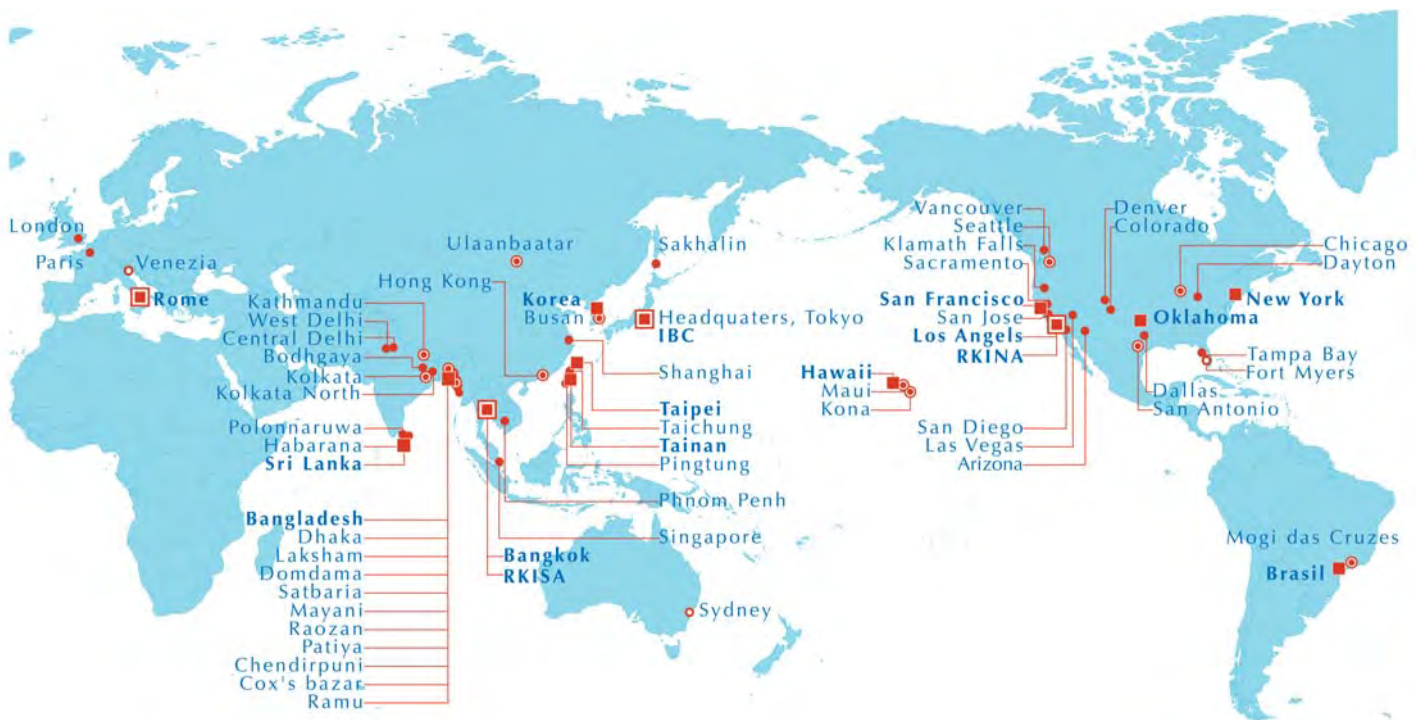 London
Paris
Venezia
Rome
Ulaanbaatar
Hong Kong
Sakhalin
Korea
Busan
Headquaters, Tokyo
IBC
Shanghai
Kathmandu
West Delhi
Central Delhi
Bodhgaya
Kolkata
Kolkata North
Polonnaruwa
Habarana
Sri Lanka
Taipei
Taichung
Tainan
Pingtung
Phnom Penh
Singapore
Bangkok
RKISA
Bangladesh
Dhaka
Laksham
Domdama
Satbaria
Mayani
Raozan
Patiya
Chendirpuni
Cox's bazar
Ramu
Sydney
Vancouver
Seattle
Klamath Falls
Sacramento
San Francisco
San Jose
Los Angels
RKINA
Hawaii
Maui
Kona
San Diego
Las Vegas
Arizona
Denver
Colorado
Chicago
Dayton
New York
Oklahoma
Tampa Bay
Fort Myers
Dallas
San Antonio
Mogi das Cruzes
Brasil